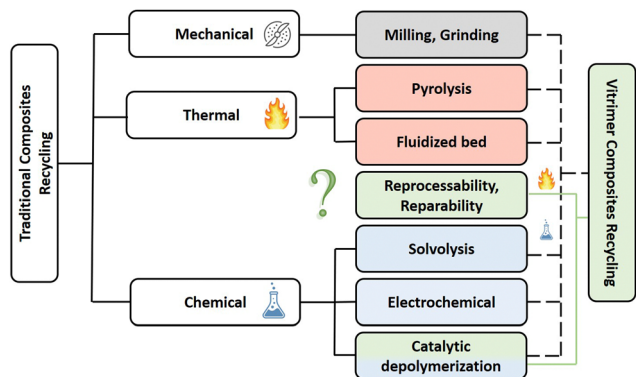 Traditional Composites
Recycling
Mechanical
Thermal
Chemical
Milling, Grinding
Pyrolysis
Fluidized bed
?
Reprocessability,
Reparability
Solvolysis
Electrochemical
Catalytic
depolymerization
Vitrimer Composites Recycling